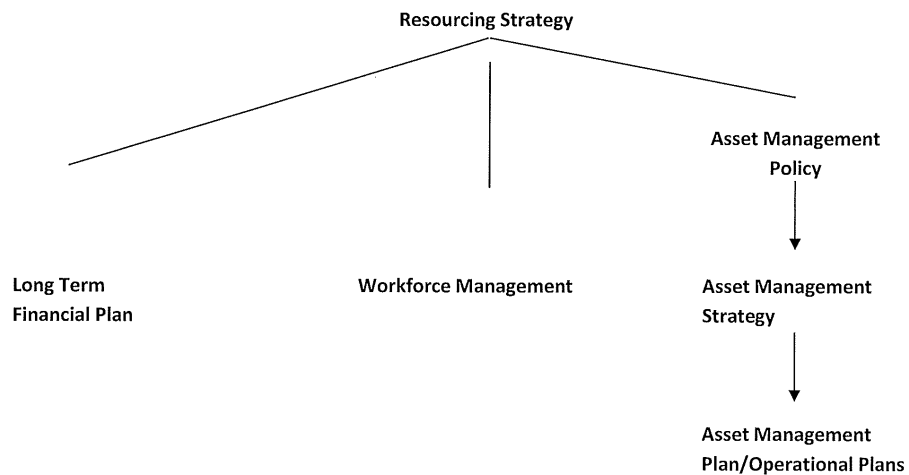 Resourcing Strategy
Asset Management
Policy
Long Term
Financial Plan
Workforce Management
Asset Management
Strategy
Asset Management
Plan/Operational Plans